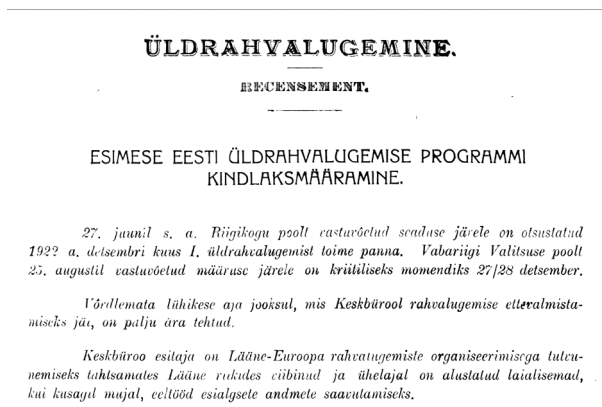 ÜLDRAHVALUGEMINE.
RECENSEMENT.
ESIMESE EESTI ÜLDRAHVALUGEMISE PROGRAMMI
KINDLAKSMÄÄRAMINE.
27. juunil s. a. Riigikogu poolt vastuvõetud seaduse järele on otsustatud
1922 a. detsembri kuus I. üldrahvalugemist toime panna. Vabariigi Valitsuse poolt
25. augustil vastuvõetud määruse järele on kriitiliseks momendiks 27/28 detsember.
Võrdlemata lühikese aja jooksul, mis Keskbürool rahvalugemise ettevalmista-
miseks jäi, on palju ära tehtud.
Keskbüroo esitaja on Lääne-Euroopa rahvalugemiste organiseerimisega tutvu-
nemiseks tähtsamates Lääne riikides viibinud ja ühelajal on alustatud laialisemad,
kui kusagil mujal, eeltööd esialgsete andmete saavutamiseks.